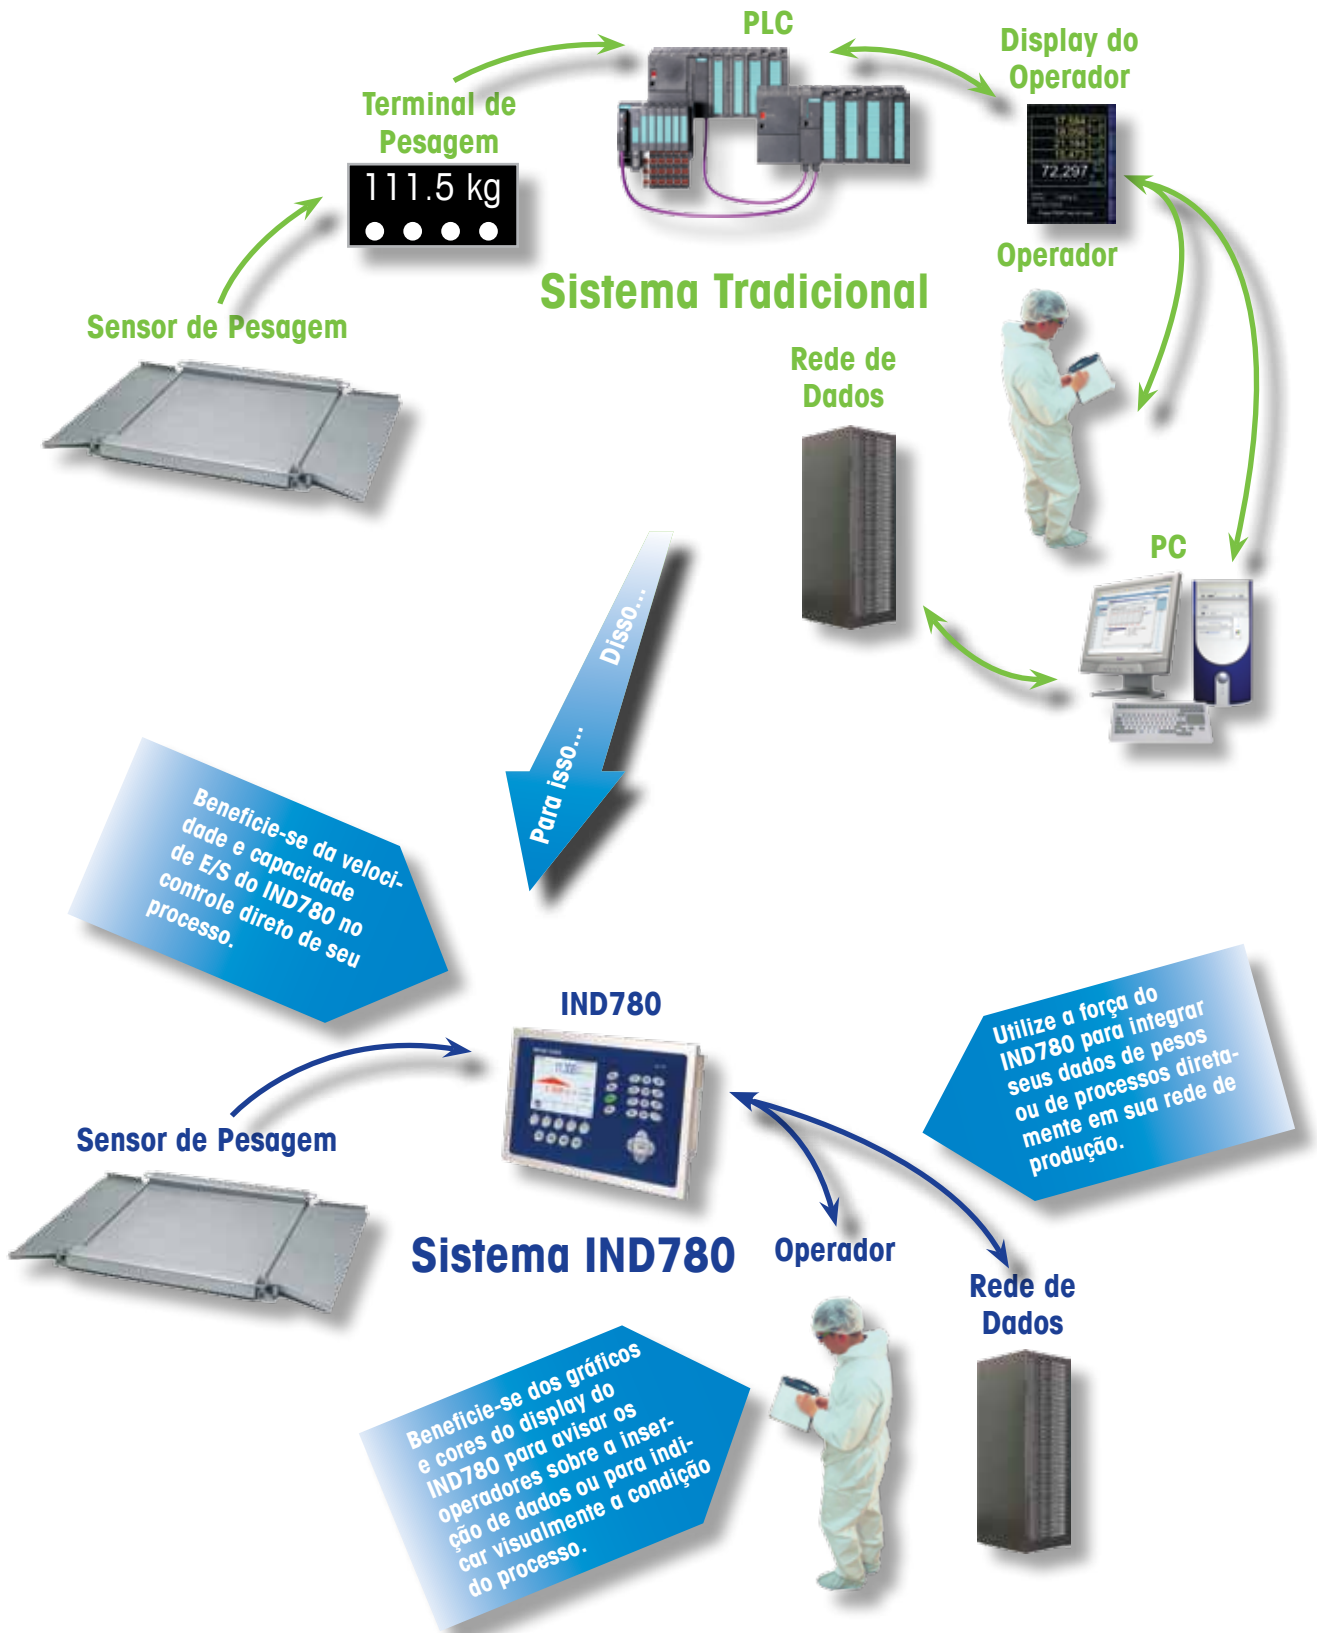 PLC
Display do
Operador
Terminal de
Pesagem
111.5 kg
72,297
Operador
Sistema Tradicional
Sensor de Pesagem
Rede de
Dados
PC
Disso...
Para isso...
Beneficie-se da veloci-
dade e capacidade
de E/S do IND780 no
controle direto de seu
processo.
IND780
Utilize a força do
IND780 para integrar
seus dados de pesos
ou de processos direta-
mente em sua rede de
produção.
Sensor de Pesagem
Sistema IND780
Operador
Rede de
Dados
Beneficie-se dos gráficos
e cores do display do
IND780 para avisar os
operadores sobre a inser-
ção de dados ou para indi-
car visualmente a condição
do processo.